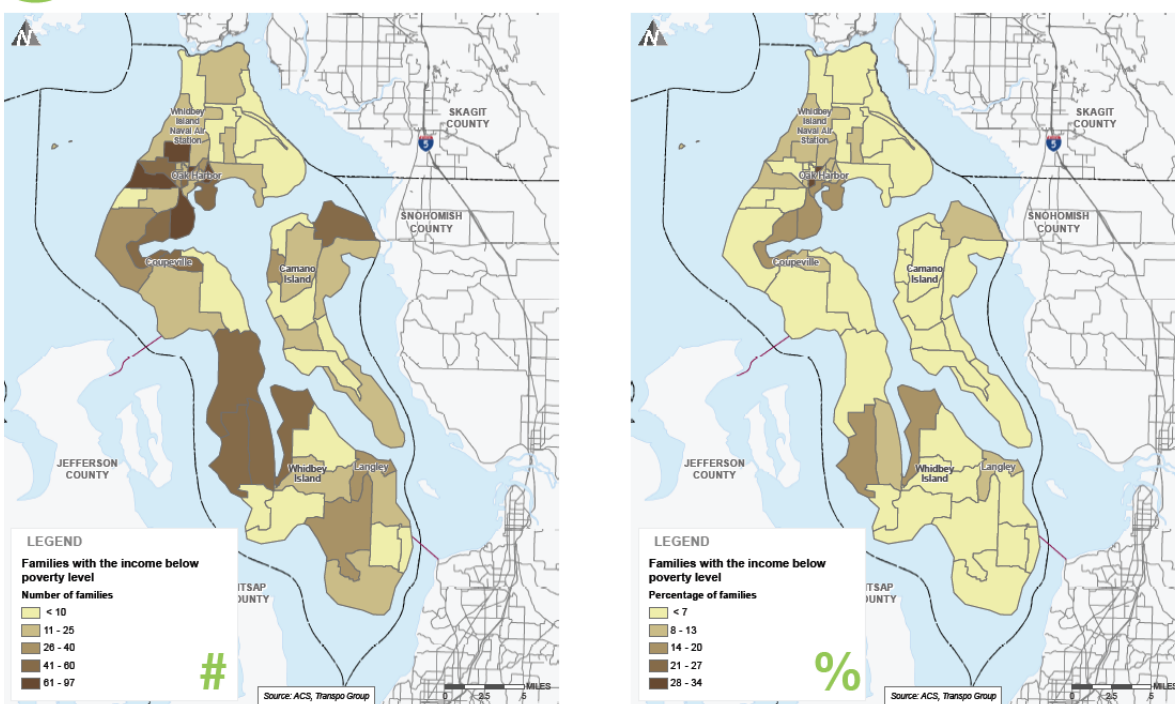 N
SKAGIT
COUNTY
Whidbey
Island
Naval Air
Station
5
Oak Harbor
SNOHOMISH
COUNTY
Coupeville
Camano
Island
JEFFERSON
COUNTY
Whidbey
Island
Langley
ITSAP
OUNTY
LEGEND
Families with the income below
poverty level
Number of families
< 10
11 - 25
26 - 40
41 - 60
61 - 97
#
Source: ACS, Transpo Group
0 2.5 5 MILES
N
SKAGIT
COUNTY
Whidbey
Island
Naval Air
Station
5
Oak Harbor
SNOHOMISH
COUNTY
Coupeville
Camano
Island
JEFFERSON
COUNTY
Whidbey
Island
Langley
ITSAP
OUNTY
LEGEND
Families with the income below
poverty level
Percentage of families
< 7
8 - 13
14 - 20
21 - 27
28 - 34
%
Source: ACS, Transpo Group
0 2.5 5 MILES